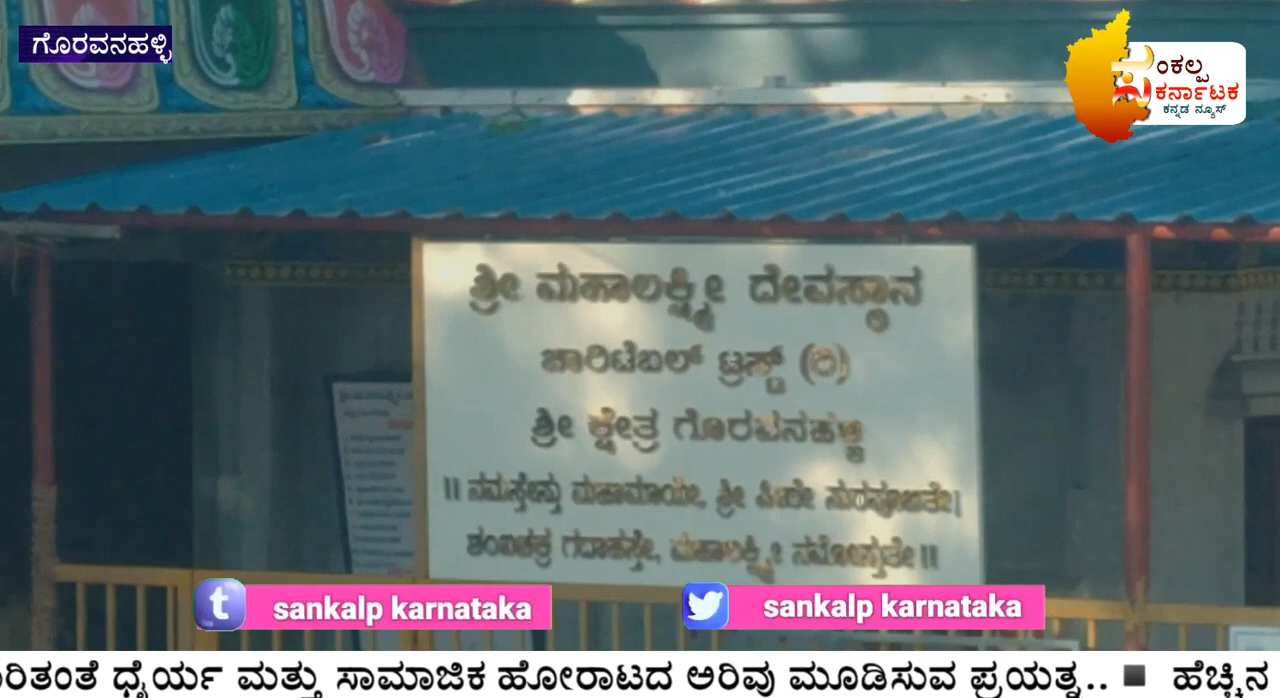 ಗೊರವನಹಳ್ಳಿ
ಸಂಕಲ್ಪ
ಕರ್ನಾಟಕ
ಕನ್ನಡ ನ್ಯೂಸ್
ಶ್ರೀ ಮಹಾಲಕ್ಷ್ಮೀ ದೇವಸ್ಥಾನ
ಚಾರಿಟೆಬಲ್ ಟ್ರಸ್ಟ್ (ರಿ)
ಶ್ರೀ ಕ್ಷೇತ್ರ ಗೊರವನಹಳ್ಳಿ
॥ ನಮಸ್ತೇಸ್ತು ಮಹಾಮಾಯೇ, ಶ್ರೀ ಪೀಠೇ ಸುರಪೂಜಿತೇ|
ಶಂಖಚಕ್ರ ಗದಾಹಸ್ತೇ, ಮಹಾಲಕ್ಷ್ಮೀ ನಮೋಸ್ತುತೇ ॥
t sankalp karnataka
sankalp karnataka
ರಿತಂತೆ ಧೈರ್ಯ ಮತ್ತು ಸಾಮಾಜಿಕ ಹೋರಾಟದ ಅರಿವು ಮೂಡಿಸುವ ಪ್ರಯತ್ನ.. ■ ಹೆಚ್ಚಿನ